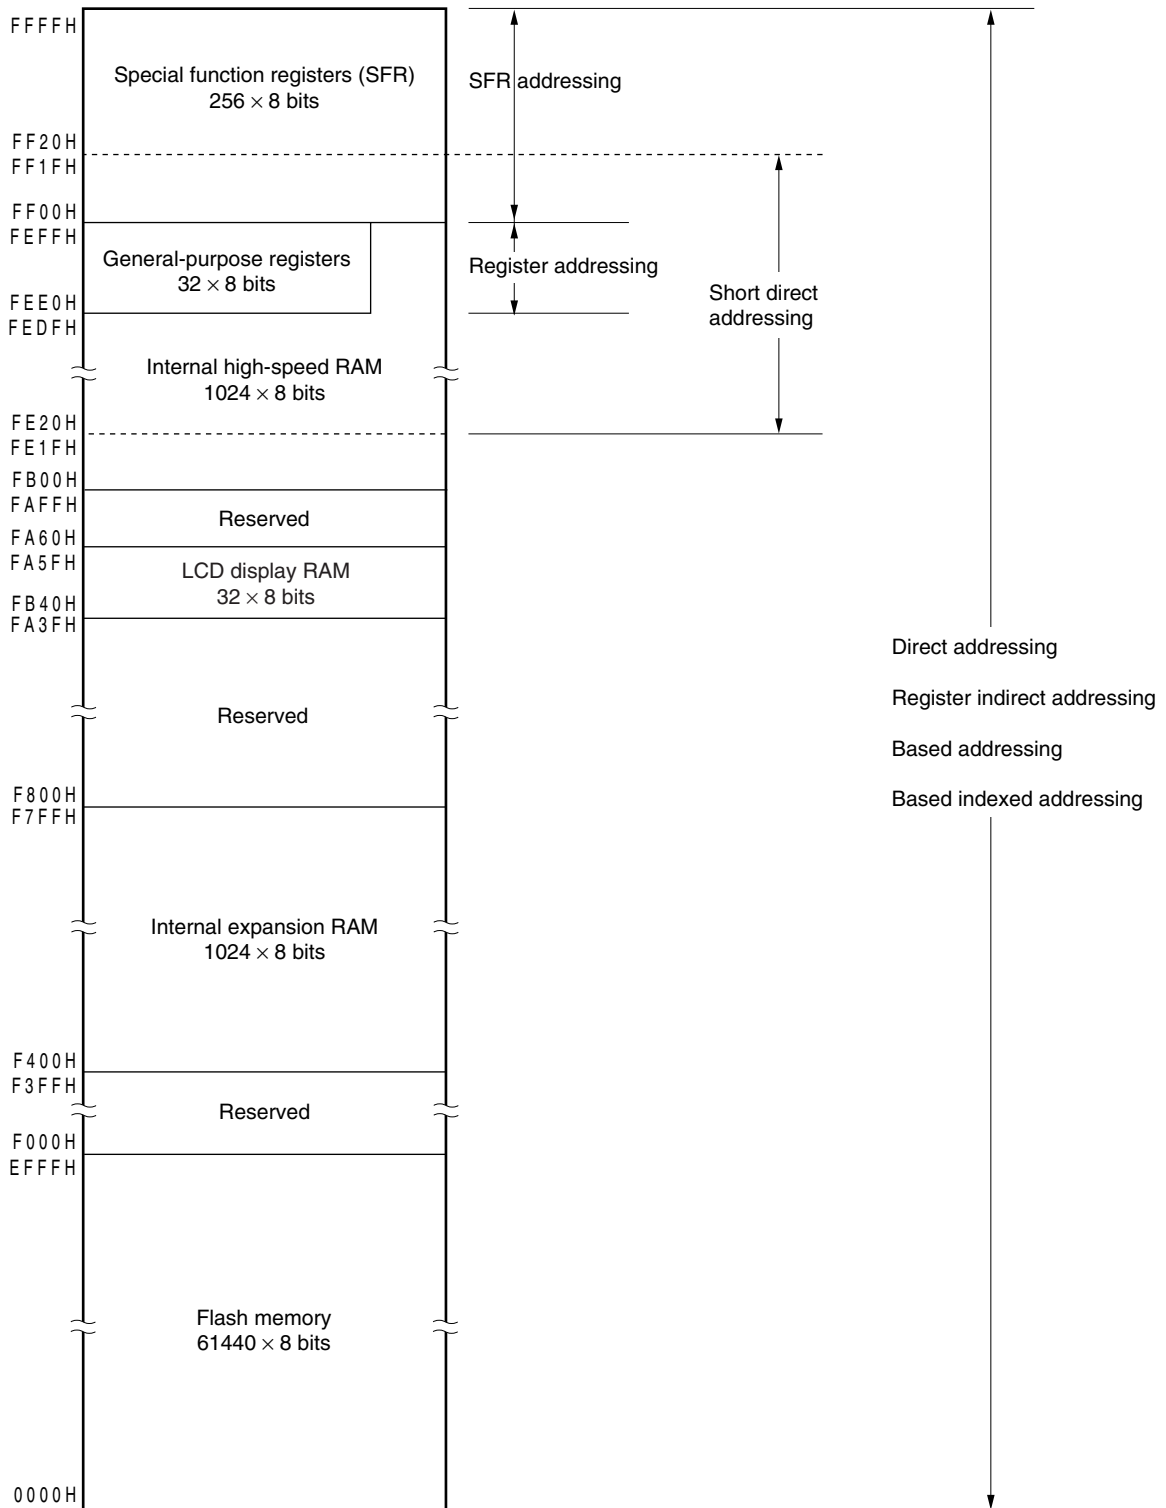 FFFFH
Special function registers (SFR)
256 × 8 bits
SFR addressing
FF20H
FF1FH
FF00H
FEFFH
General-purpose registers
32 × 8 bits
Register addressing
Short direct
addressing
FEE0H
FEDFH
Internal high-speed RAM
1024 × 8 bits
FE20H
FE1FH
FB00H
FAFFH
Reserved
FA60H
FA5FH
LCD display RAM
32 × 8 bits
FB40H
FA3FH
Direct addressing
Register indirect addressing
Based addressing
Based indexed addressing
Reserved
F800H
F7FFH
Internal expansion RAM
1024 × 8 bits
F400H
F3FFH
Reserved
F000H
EFFFH
Flash memory
61440 × 8 bits
0000H